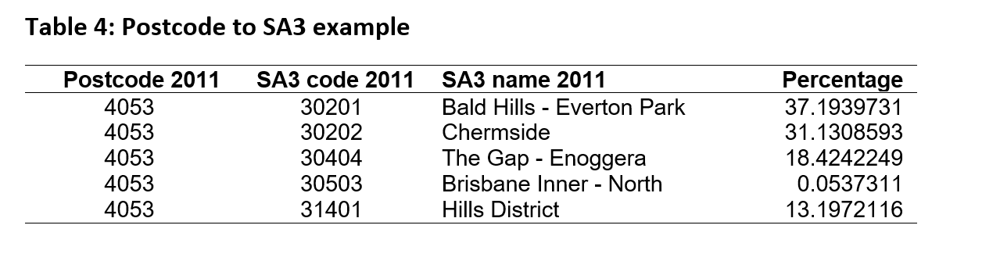 Table 4: Postcode to SA3 example
Postcode 2011 SA3 code 2011 SA3 name 2011 Percentage
4053 30201 Bald Hills - Everton Park 37.1939731
4053 30202 Chermside 31.1308593
4053 30404 The Gap - Enoggera 18.4242249
4053 30503 Brisbane Inner - North 0.0537311
4053 31401 Hills District 13.1972116